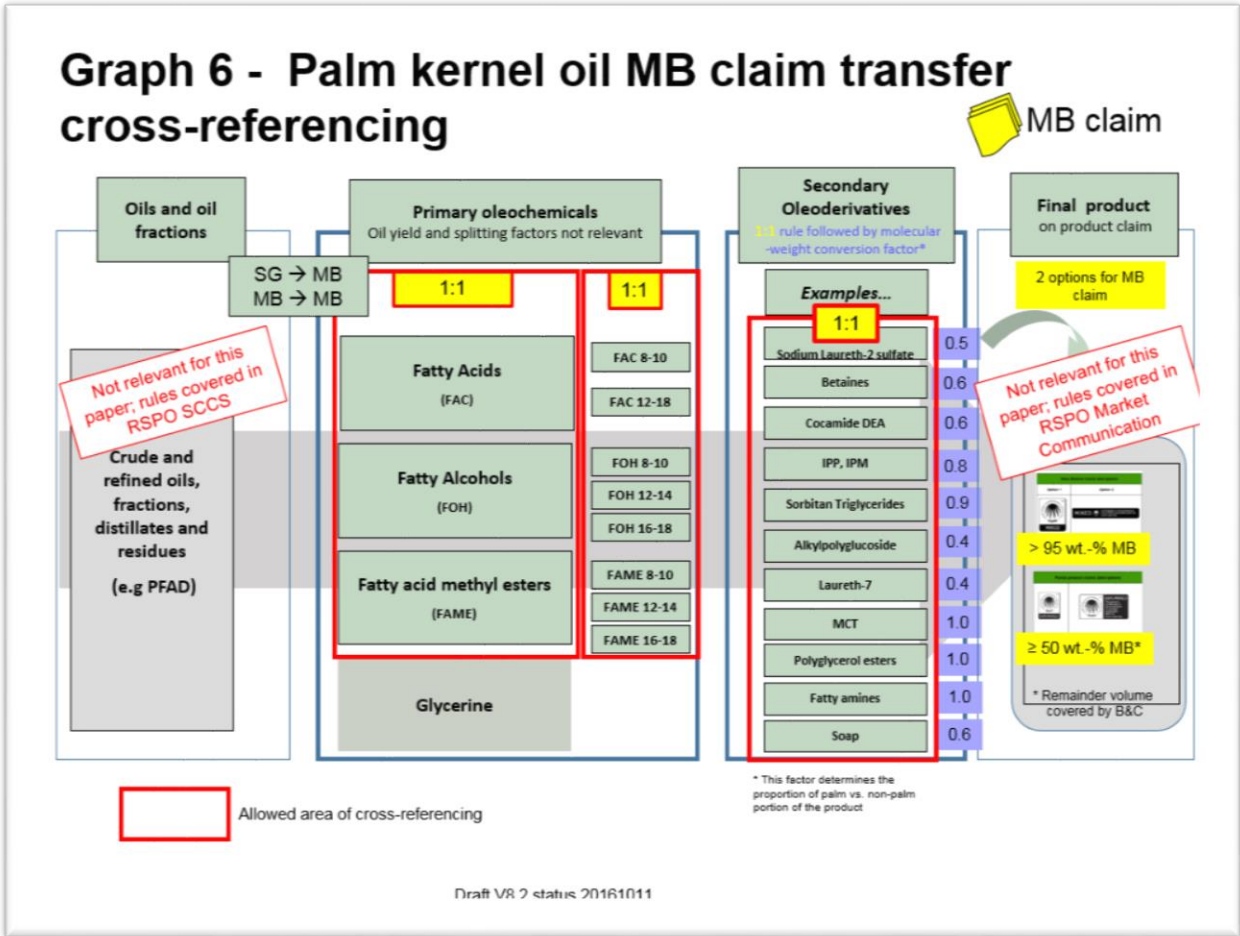 Graph 6 - Palm kernel oil MB claim transfer
cross-referencing
MB claim
Oils and oil
fractions
Primary oleochemicals
Oil yield and splitting factors not relevant
Secondary
Oleoderivatives
1:1 rule followed by molecular
-weight conversion factor*
Final product
on product claim
SG → MB
MB → MB
1:1
1:1
Examples...
1:1
2 options for MB
claim
Not relevant for this
paper; rules covered in
RSPO SCCS
Crude and
refined oils,
fractions,
distillates and
residues
(e.g PFAD)
Fatty Acids
(FAC)
Fatty Alcohols
(FOH)
Fatty acid methyl esters
(FAME)
Glycerine
FAC 8-10
FAC 12-18
FOH 8-10
FOH 12-14
FOH 16-18
FAME 8-10
FAME 12-14
FAME 16-18
Sodium Laureth-2 sulfate 0.5
Betaines 0.6
Cocamide DEA 0.6
IPP, IPM 0.8
Sorbitan Triglycerides 0.9
Alkylpolyglucoside 0.4
Laureth-7 0.4
MCT 1.0
Polyglycerol esters 1.0
Fatty amines 1.0
Soap 0.6
Not relevant for this
paper; rules covered in
RSPO Market
Communication
> 95 wt.-% MB
≥ 50 wt.-% MB*
* Remainder volume
covered by B&C
* This factor determines the
proportion of palm vs. non-palm
portion of the product
Allowed area of cross-referencing
Draft V8.2 status 20161011